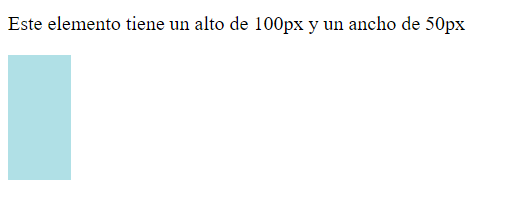 Este elemento tiene un alto de 100px y un ancho de 50px